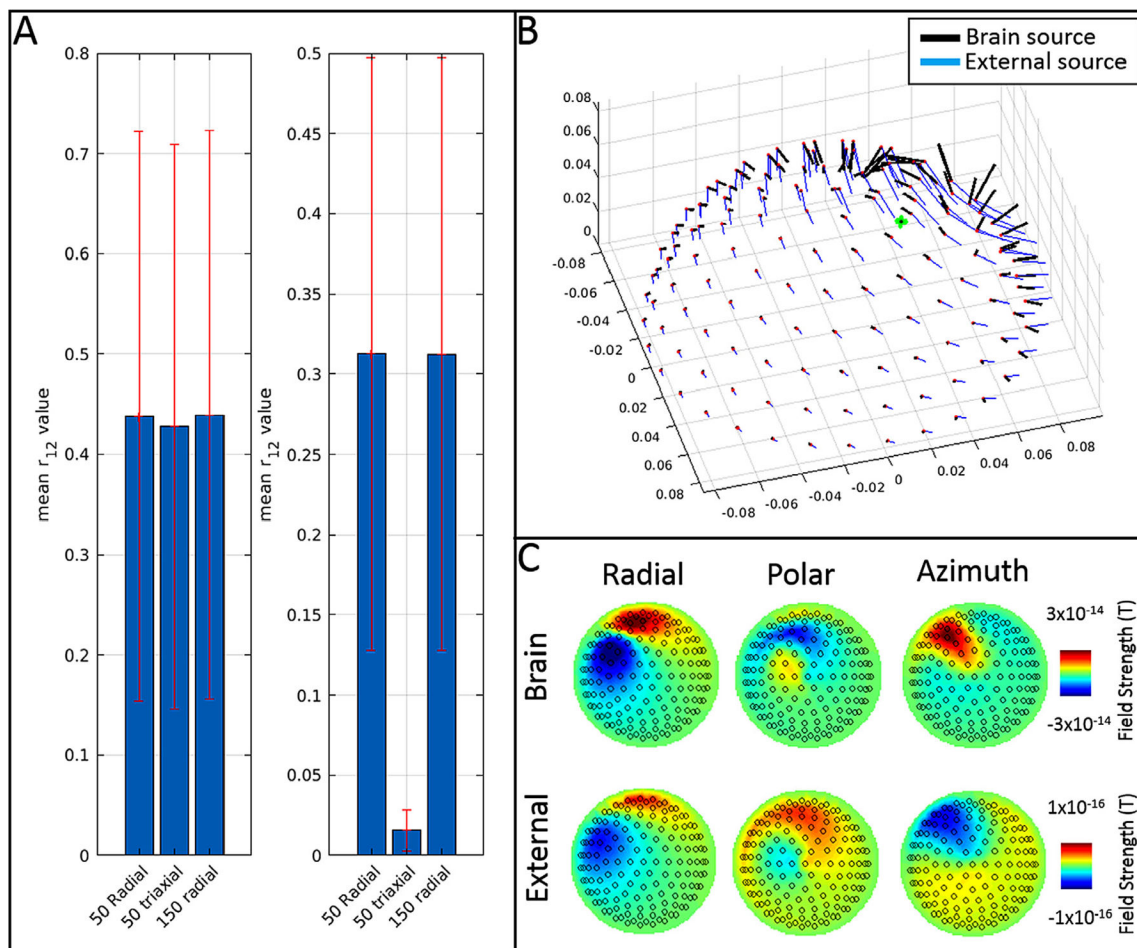 A
mean r12 value
0.8
0.7
0.6
0.5
0.4
0.3
0.2
0.1
0
50 Radial
50 triaxial
150 radial
mean r12 value
0.5
0.45
0.4
0.35
0.3
0.25
0.2
0.15
0.1
0.05
0
50 Radial
50 triaxial
150 radial
B
Brain source
External source
0.08
0.06
0.04
0.02
0
-0.08
-0.06
-0.04
-0.02
0
0.02
0.04
0.06
0.08
-0.08
-0.06
-0.04
-0.02
0
0.02
0.04
0.06
0.08
C
Radial Polar Azimuth
Brain
3x10-14
-3x10-14
Field Strength (T)
External
1x10-16
-1x10-16
Field Strength (T)